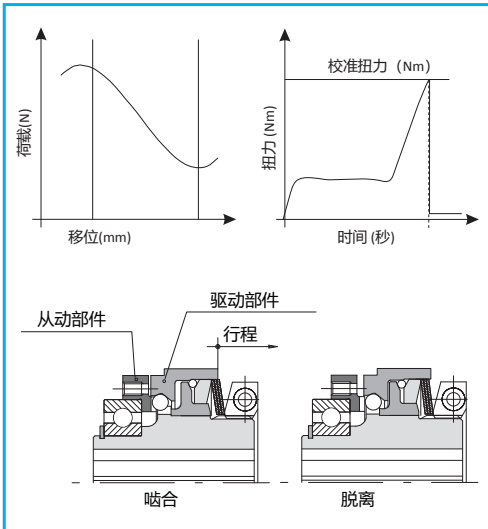 荷载(N)
移位(mm)
校准扭力（Nm）
扭力 (Nm)
时间 (秒)
驱动部件
从动部件
行程
啮合
脱离